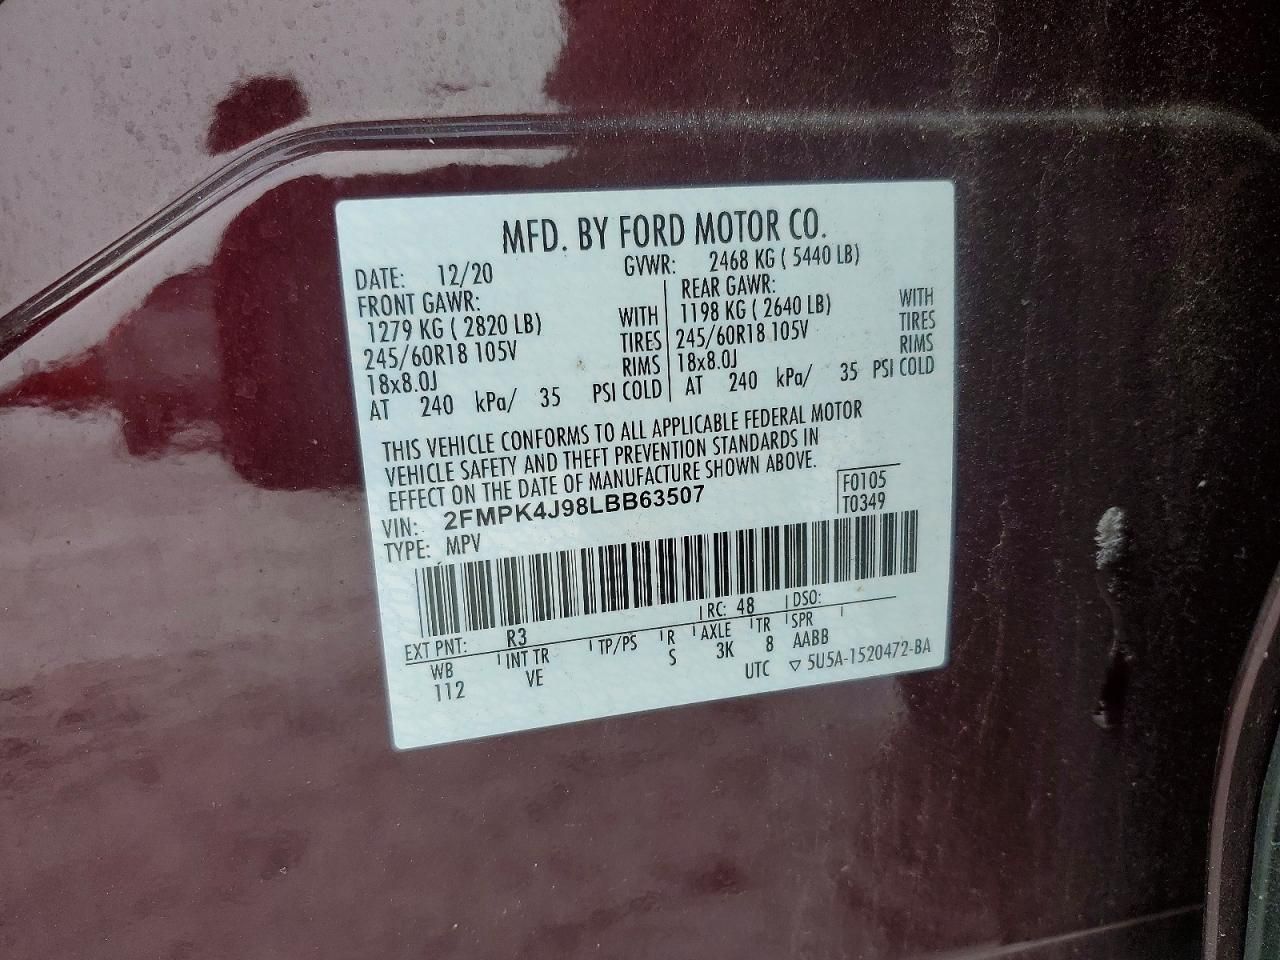 MFD. BY FORD MOTOR CO.
DATE: 12/20 GVWR: 2468 KG ( 5440 LB)
FRONT GAWR: REAR GAWR:
1279 KG ( 2820 LB) WITH 1198 KG ( 2640 LB) WITH
245/60R18 105V TIRES 245/60R18 105V TIRES
18x8.0J RIMS 18x8.0J RIMS
AT 240 kPa/ 35 PSI COLD AT 240 kPa/ 35 PSI COLD
THIS VEHICLE CONFORMS TO ALL APPLICABLE FEDERAL MOTOR
VEHICLE SAFETY AND THEFT PREVENTION STANDARDS IN
EFFECT ON THE DATE OF MANUFACTURE SHOWN ABOVE.
VIN: 2FMPK4J98LBB63507 F0105
TYPE: MPV T0349
EXT PNT: R3 RC: 48 DSO:
WB INT TR TP/PS R AXLE TR SPR
112 VE S 3K 8 AABB
UTC ▽ 5U5A-1520472-BA